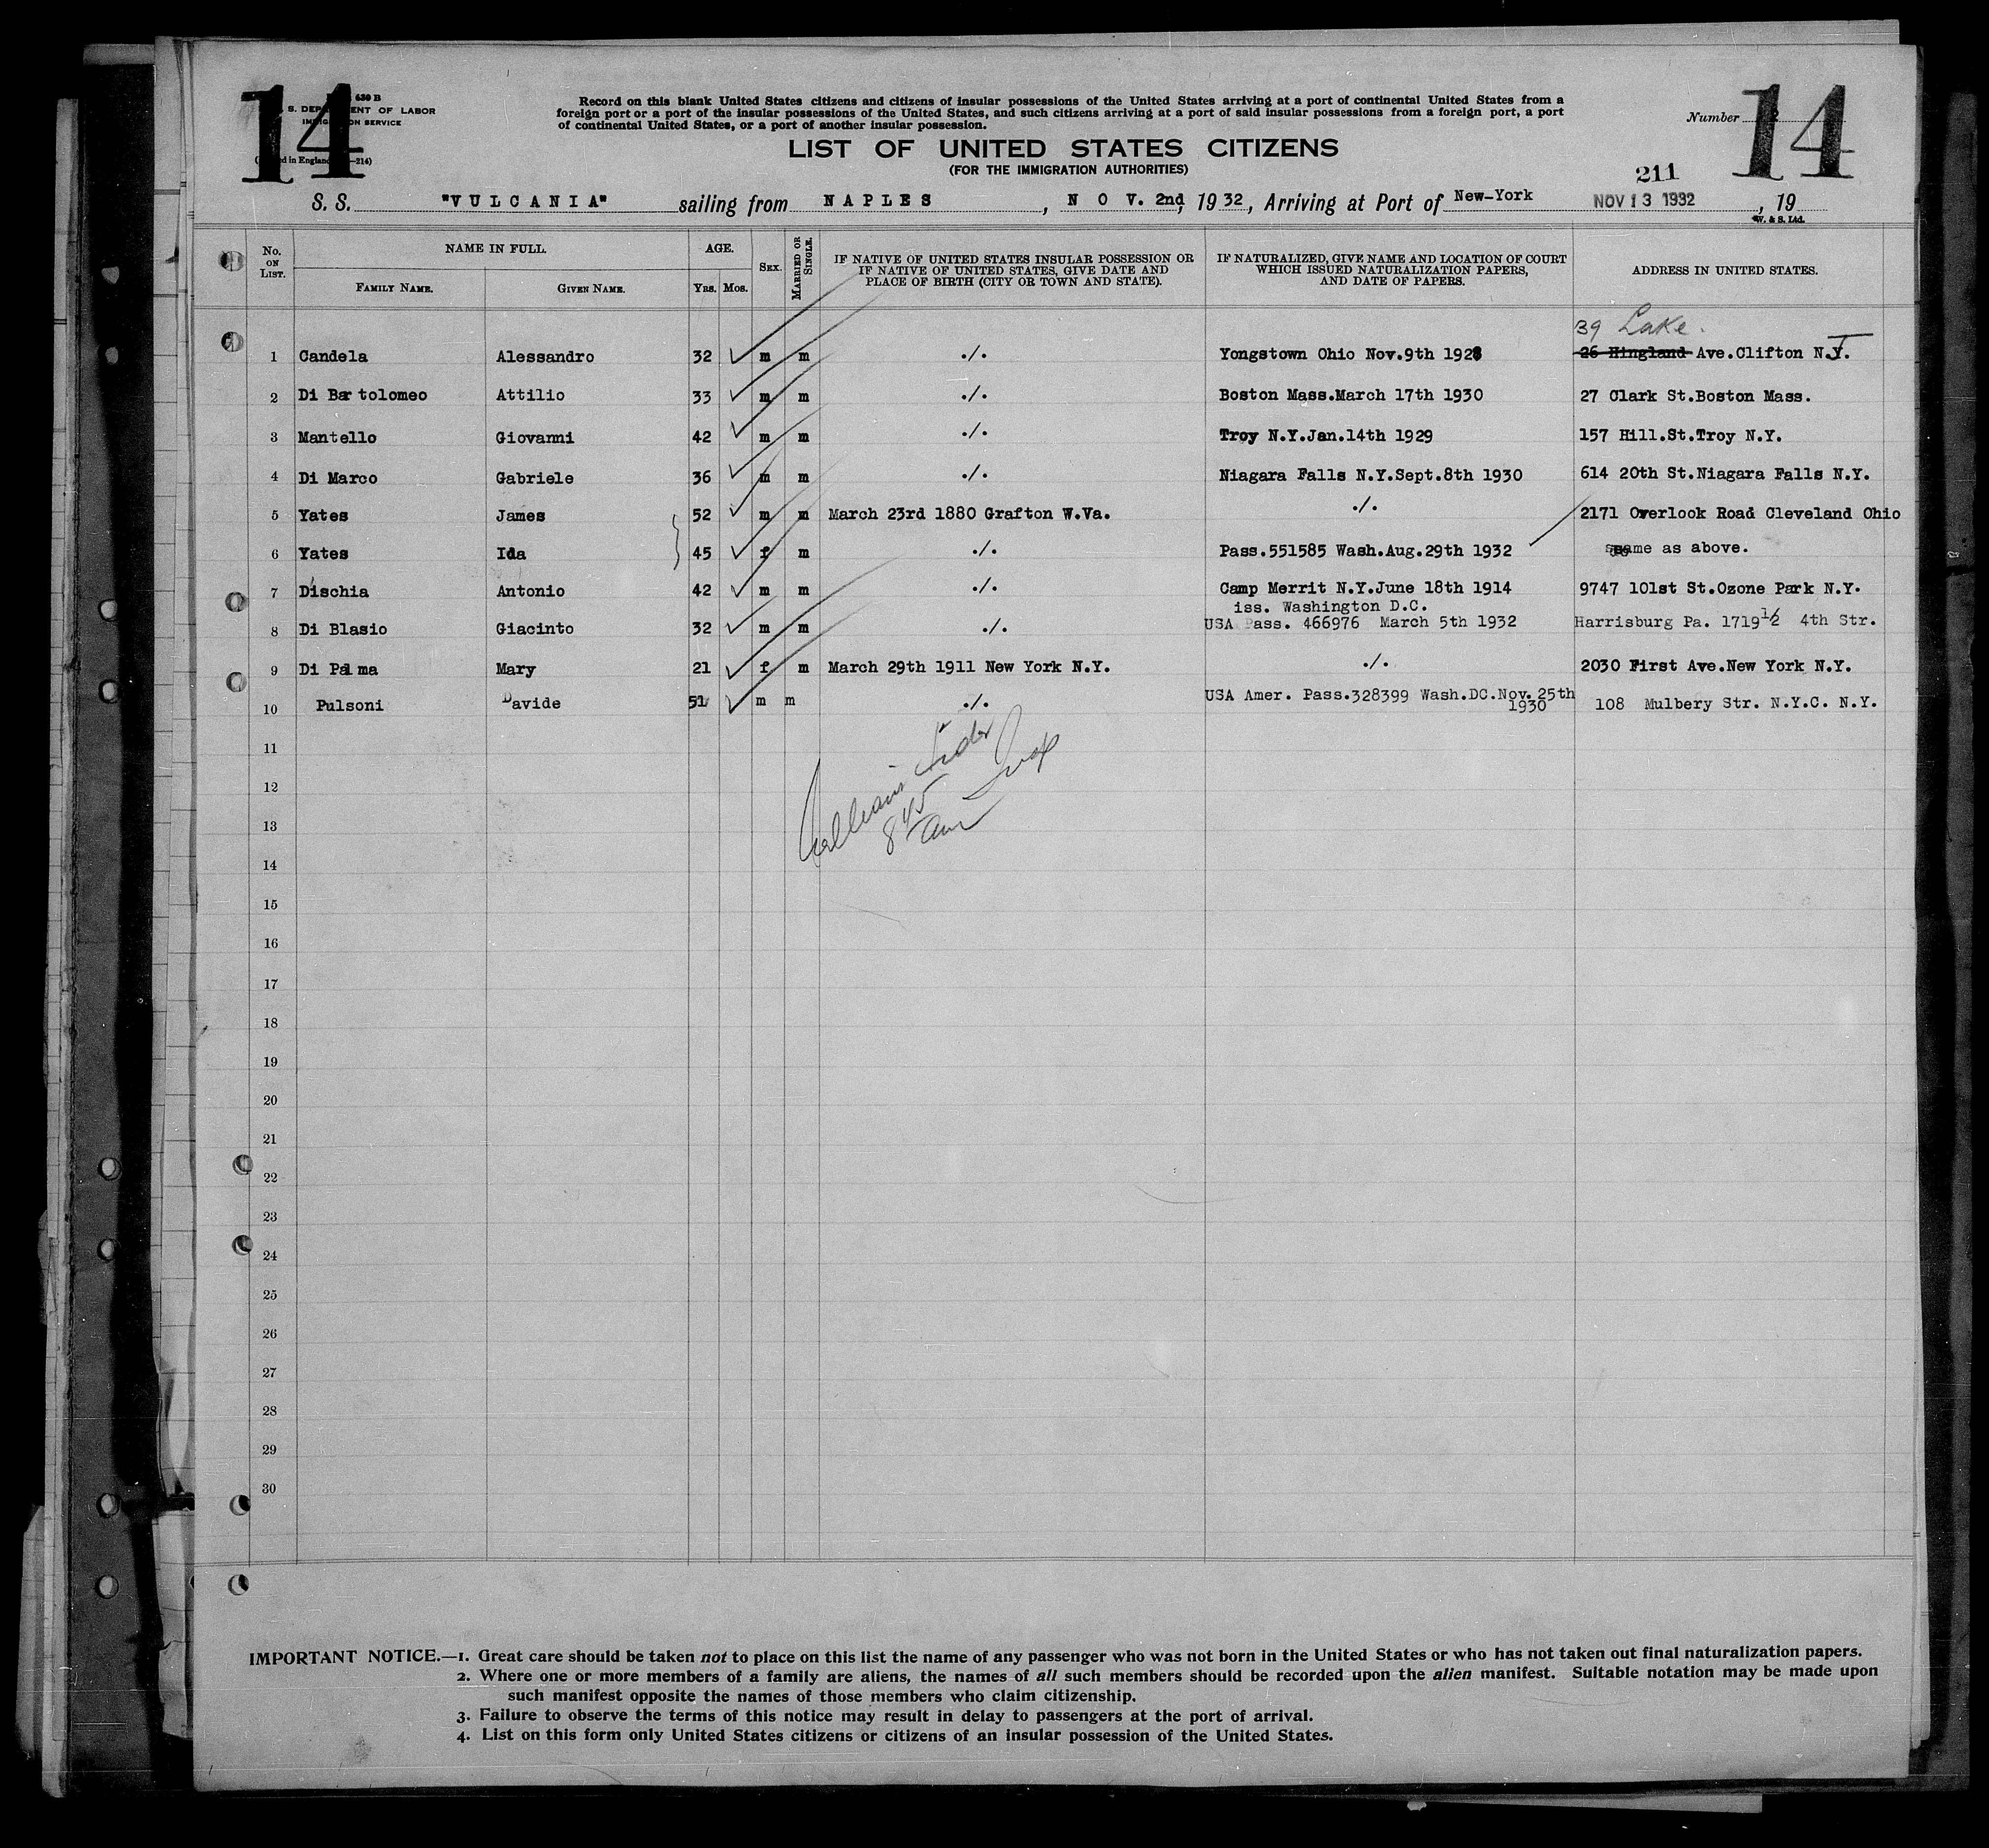 14
630 B
S. DEPARTMENT OF LABOR
IMMIGRATION SERVICE
Record on this blank United States citizens and citizens of insular possessions of the United States arriving at a port of continental United States from a
foreign port or a port of the insular possessions of the United States, and such citizens arriving at a port of said insular possessions from a foreign port, a port
of continental United States, or a port of another insular possession.
Number
14
LIST OF UNITED STATES CITIZENS
(FOR THE IMMIGRATION AUTHORITIES)
211
S. S. "VULCANIA" sailing from NAPLES, NOV. 2nd, 1932, Arriving at Port of New-York NOV 13 1932, 19
W. & S. Ltd.
No. ON LIST. NAME IN FULL. AGE. SEX. MARRIED OR SINGLE. IF NATIVE OF UNITED STATES INSULAR POSSESSION OR IF NATIVE OF UNITED STATES, GIVE DATE AND PLACE OF BIRTH (CITY OR TOWN AND STATE). IF NATURALIZED, GIVE NAME AND LOCATION OF COURT WHICH ISSUED NATURALIZATION PAPERS, AND DATE OF PAPERS. ADDRESS IN UNITED STATES.
FAMILY NAME. GIVEN NAME. YRS. MOS.
39 Lake.
1 Candela Alessandro 32 m m ./. Yongstown Ohio Nov.9th 1928 26 Hingland Ave.Clifton N.J.
2 Di Bartolomeo Attilio 33 m m ./. Boston Mass.March 17th 1930 27 Clark St.Boston Mass.
3 Mantello Giovanni 42 m m ./. Troy N.Y.Jan.14th 1929 157 Hill.St.Troy N.Y.
4 Di Marco Gabriele 36 m m ./. Niagara Falls N.Y.Sept.8th 1930 614 20th St.Niagara Falls N.Y.
5 Yates James 52 m m March 23rd 1880 Grafton W.Va. ./. 2171 Overlook Road Cleveland Ohio
6 Yates Ida 45 f m ./. Pass.551585 Wash.Aug.29th 1932 same as above.
7 Dischia Antonio 42 m m ./. Camp Merrit N.Y.June 18th 1914 9747 101st St.Ozone Park N.Y.
iss. Washington D.C.
8 Di Blasio Giacinto 32 m m ./. USA Pass. 466976 March 5th 1932 Harrisburg Pa. 1719 1/2 4th Str.
9 Di Palma Mary 21 f m March 29th 1911 New York N.Y. ./. 2030 First Ave.New York N.Y.
10 Pulsoni Davide 51 m m ./. USA Amer. Pass.328399 Wash.DC.Nov. 25th 1930 108 Mulbery Str. N.Y.C. N.Y.
11
12
845
13
14
15
16
17
18
19
20
21
22
23
24
25
26
27
28
29
30
IMPORTANT NOTICE.—1. Great care should be taken not to place on this list the name of any passenger who was not born in the United States or who has not taken out final naturalization papers.
2. Where one or more members of a family are aliens, the names of all such members should be recorded upon the alien manifest. Suitable notation may be made upon
such manifest opposite the names of those members who claim citizenship.
3. Failure to observe the terms of this notice may result in delay to passengers at the port of arrival.
4. List on this form only United States citizens or citizens of an insular possession of the United States.